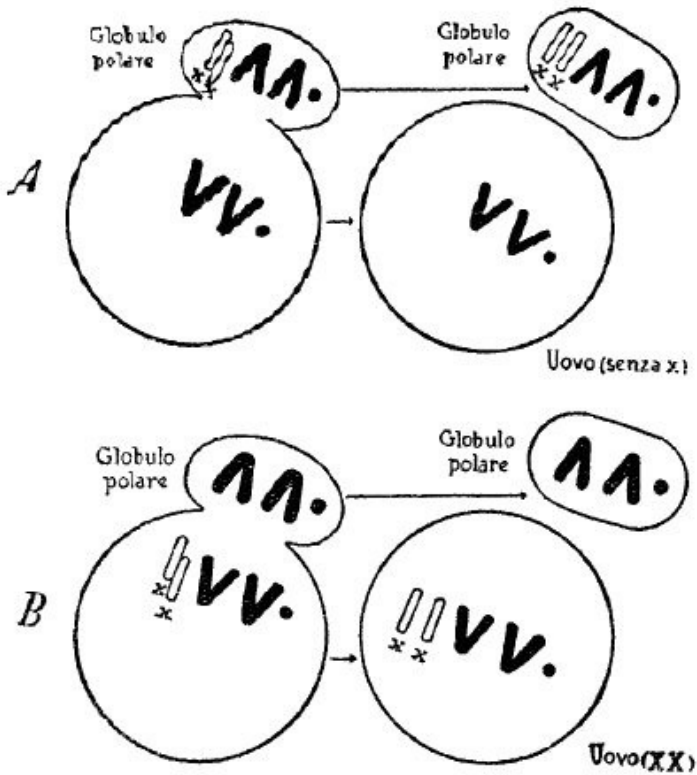 Globulo
polare
Globulo
polare
x x
x x
A
Uovo (senza x)
Globulo
polare
Globulo
polare
x
x
x x
B
Uovo (XX)